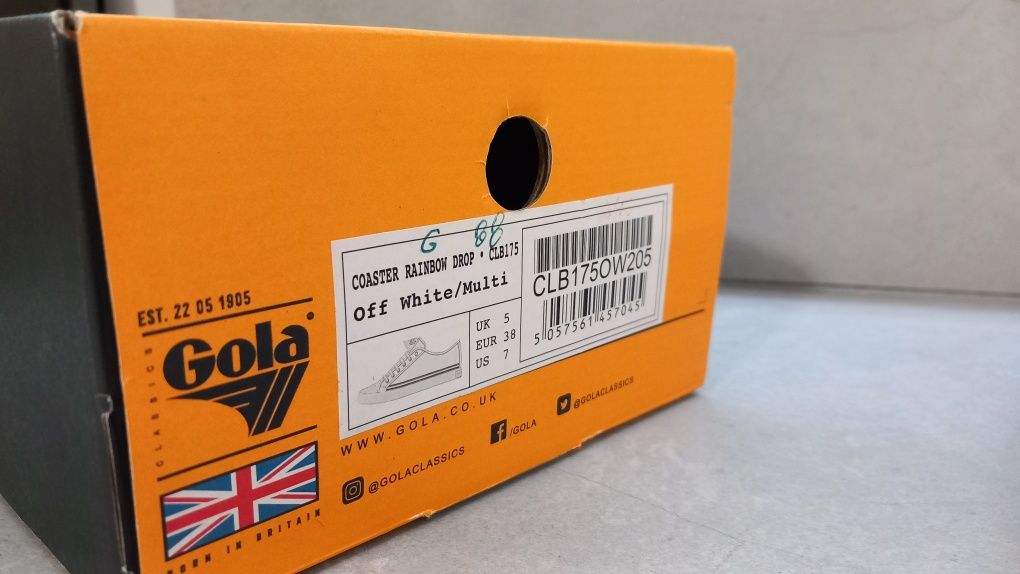 G 88
COASTER RAINBOW DROP • CLB175
Off White/Multi
UK 5
EUR 38
US 7
CLB175OW205
5 057561 457045
EST. 22 05 1905
CLASSICS
Gola
BORN IN BRITAIN
WWW.GOLA.CO.UK
@GOLACLASSICS
/GOLA
@GOLACLASSICS